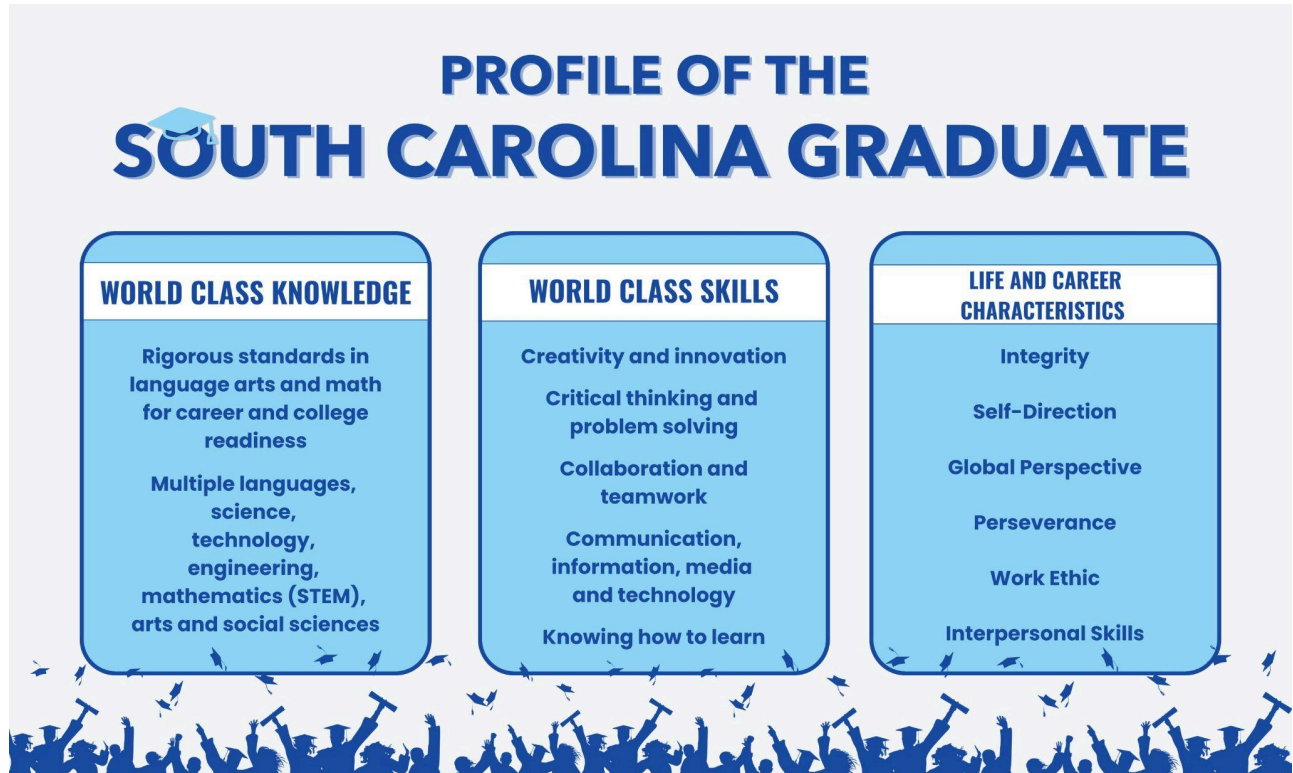 PROFILE OF THE
SOUTH CAROLINA GRADUATE
WORLD CLASS KNOWLEDGE
Rigorous standards in
language arts and math
for career and college
readiness
Multiple languages,
science,
technology,
engineering,
mathematics (STEM),
arts and social sciences
WORLD CLASS SKILLS
Creativity and innovation
Critical thinking and
problem solving
Collaboration and
teamwork
Communication,
information, media
and technology
Knowing how to learn
LIFE AND CAREER
CHARACTERISTICS
Integrity
Self-Direction
Global Perspective
Perseverance
Work Ethic
Interpersonal Skills